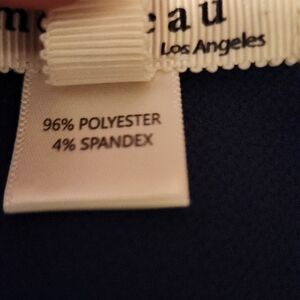 Los Angeles
96% POLYESTER
4% SPANDEX